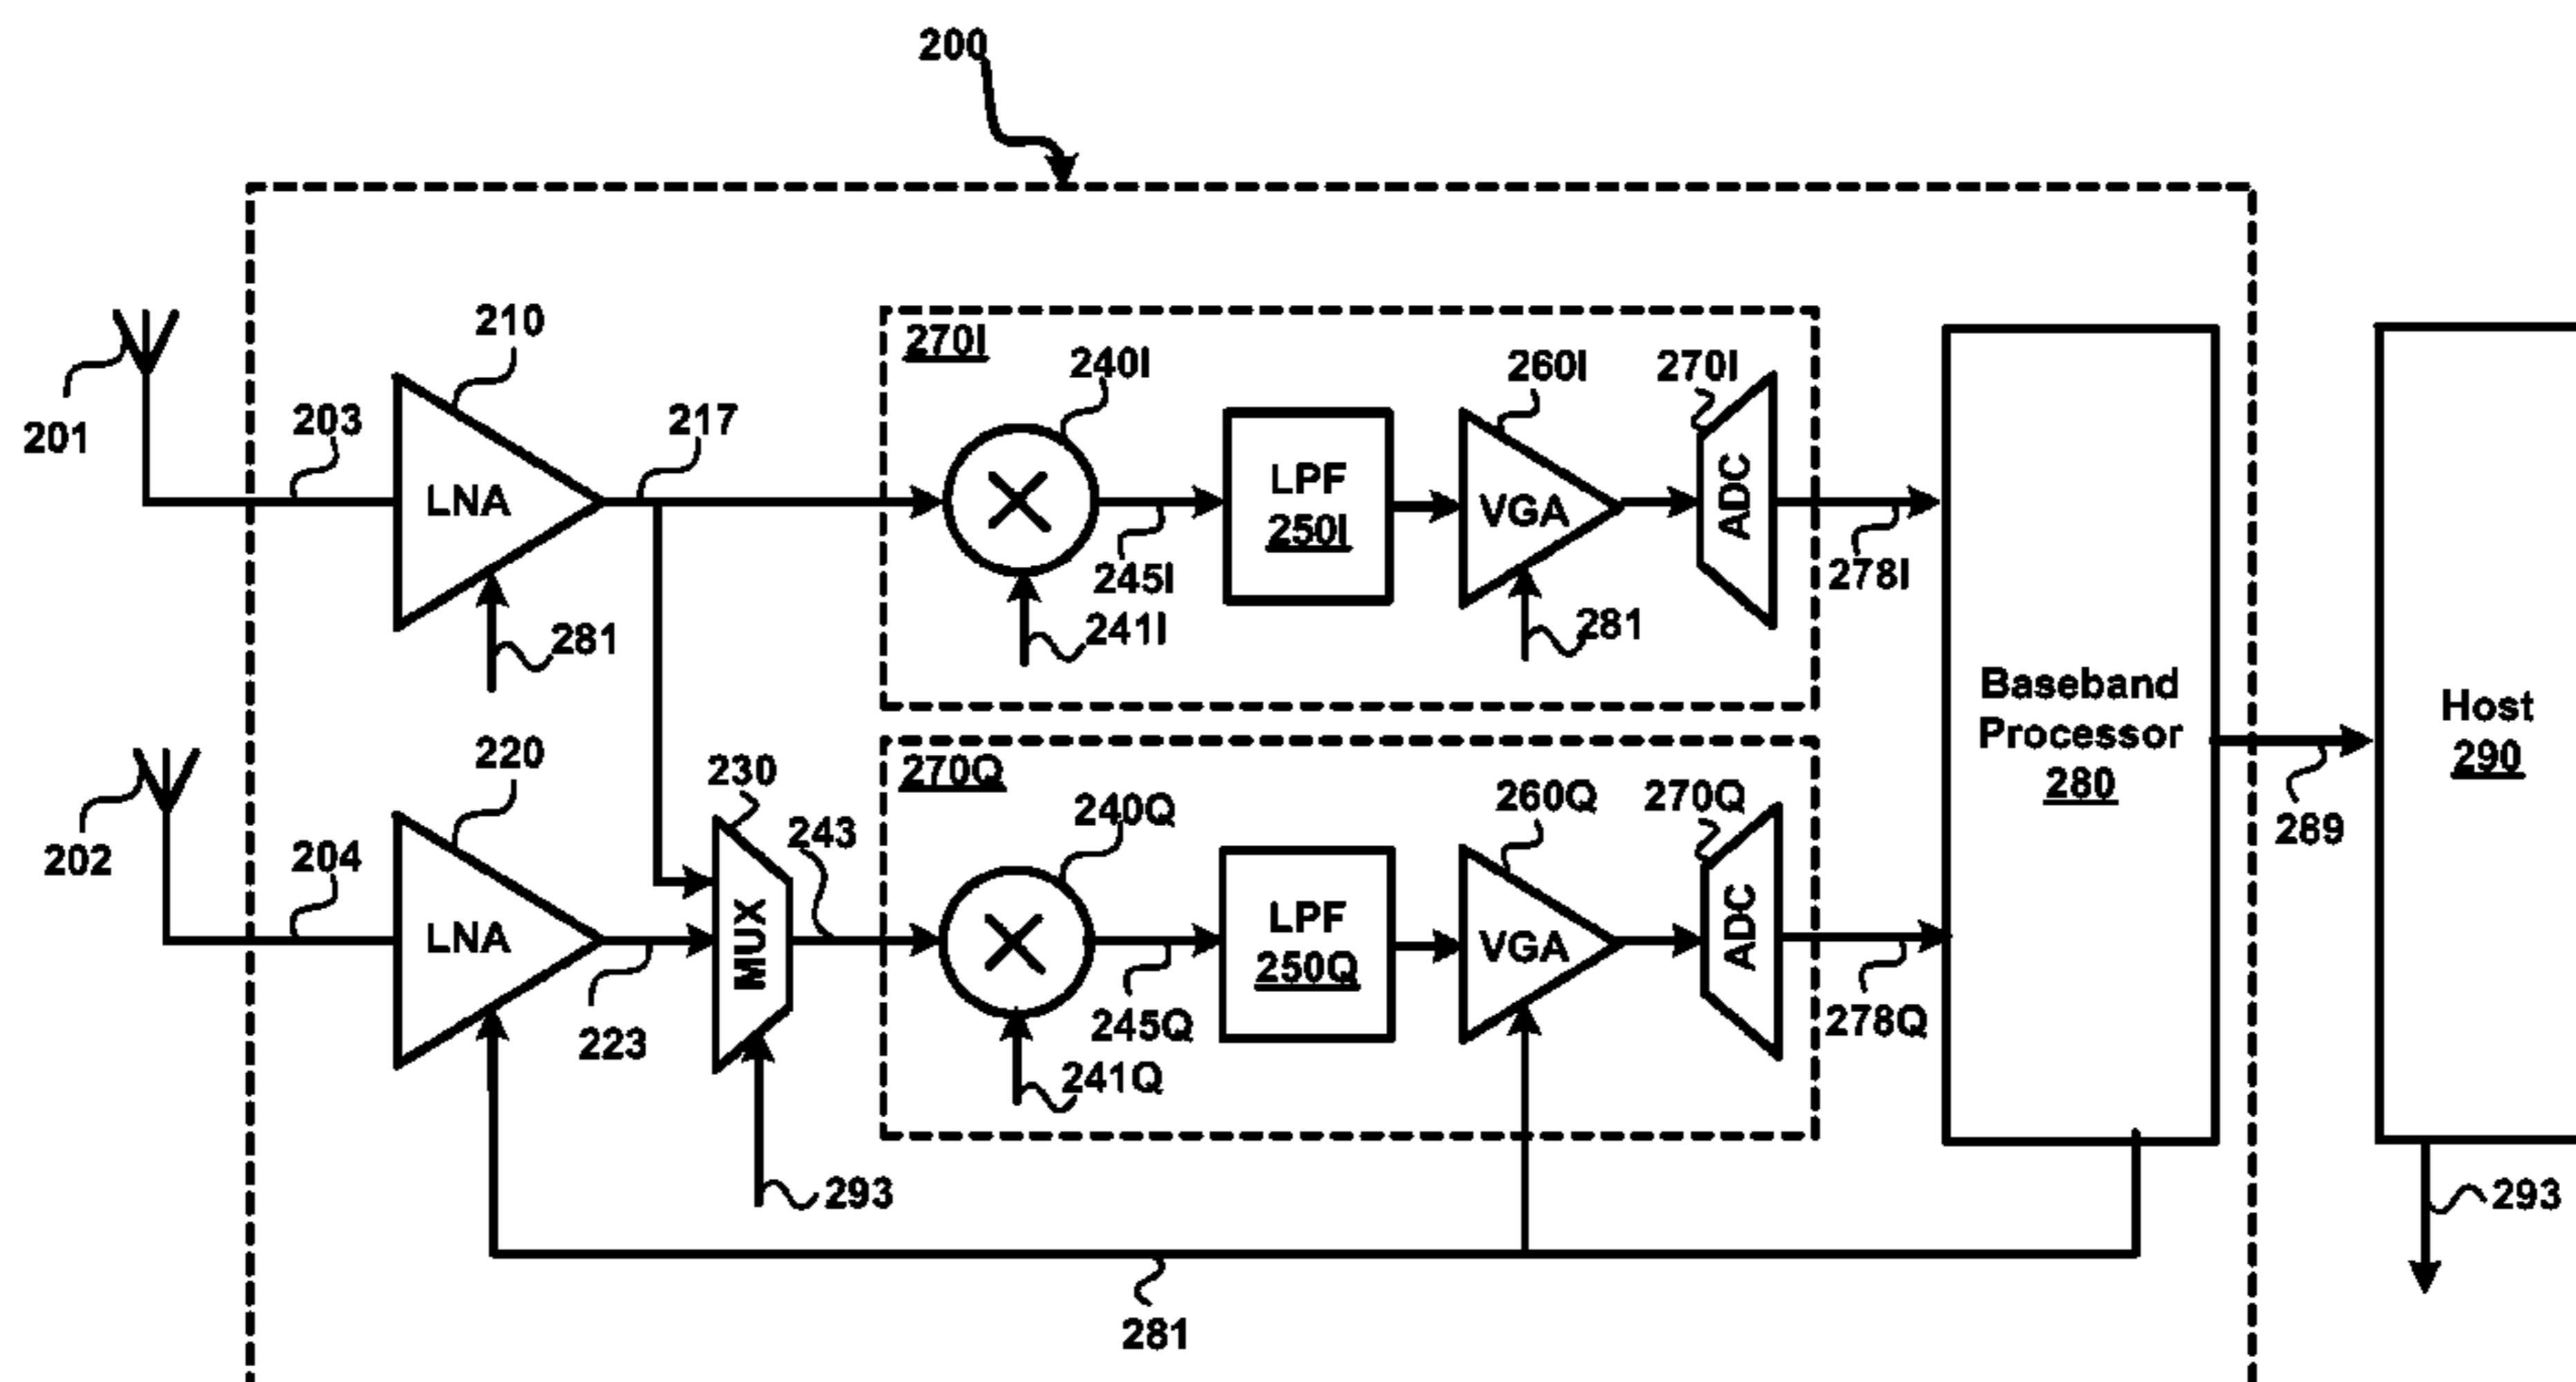 200
210
270I
240I
260I
270I
201
203
217
LNA
LPF
250I
VGA
ADC
245I
278I
281
241I
281
Baseband
Processor
280
Host
290
289
220
230
270Q
240Q
260Q
270Q
202
204
243
LNA
MUX
LPF
250Q
VGA
ADC
223
245Q
278Q
241Q
293
293
281